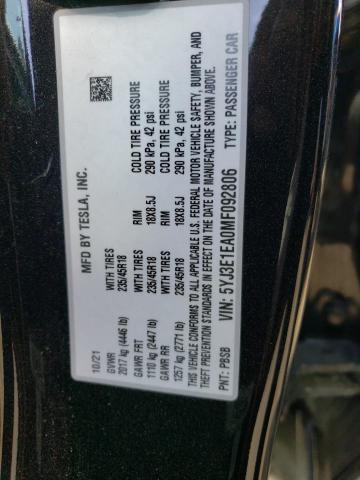 MFD BY TESLA, INC.
10/21
GVWR
2017 kg (4446 lb)
GAWR FRT WITH TIRES RIM COLD TIRE PRESSURE
1110 kg (2447 lb) 235/45R18 18X8.5J 290 kPa, 42 psi
GAWR RR WITH TIRES RIM COLD TIRE PRESSURE
1257 kg (2771 lb) 235/45R18 18X8.5J 290 kPa, 42 psi
THIS VEHICLE CONFORMS TO ALL APPLICABLE U.S. FEDERAL MOTOR VEHICLE SAFETY, BUMPER, AND
THEFT PREVENTION STANDARDS IN EFFECT ON THE DATE OF MANUFACTURE SHOWN ABOVE.
PNT: PBSB VIN: 5YJ3E1EA0MF092806 TYPE: PASSENGER CAR